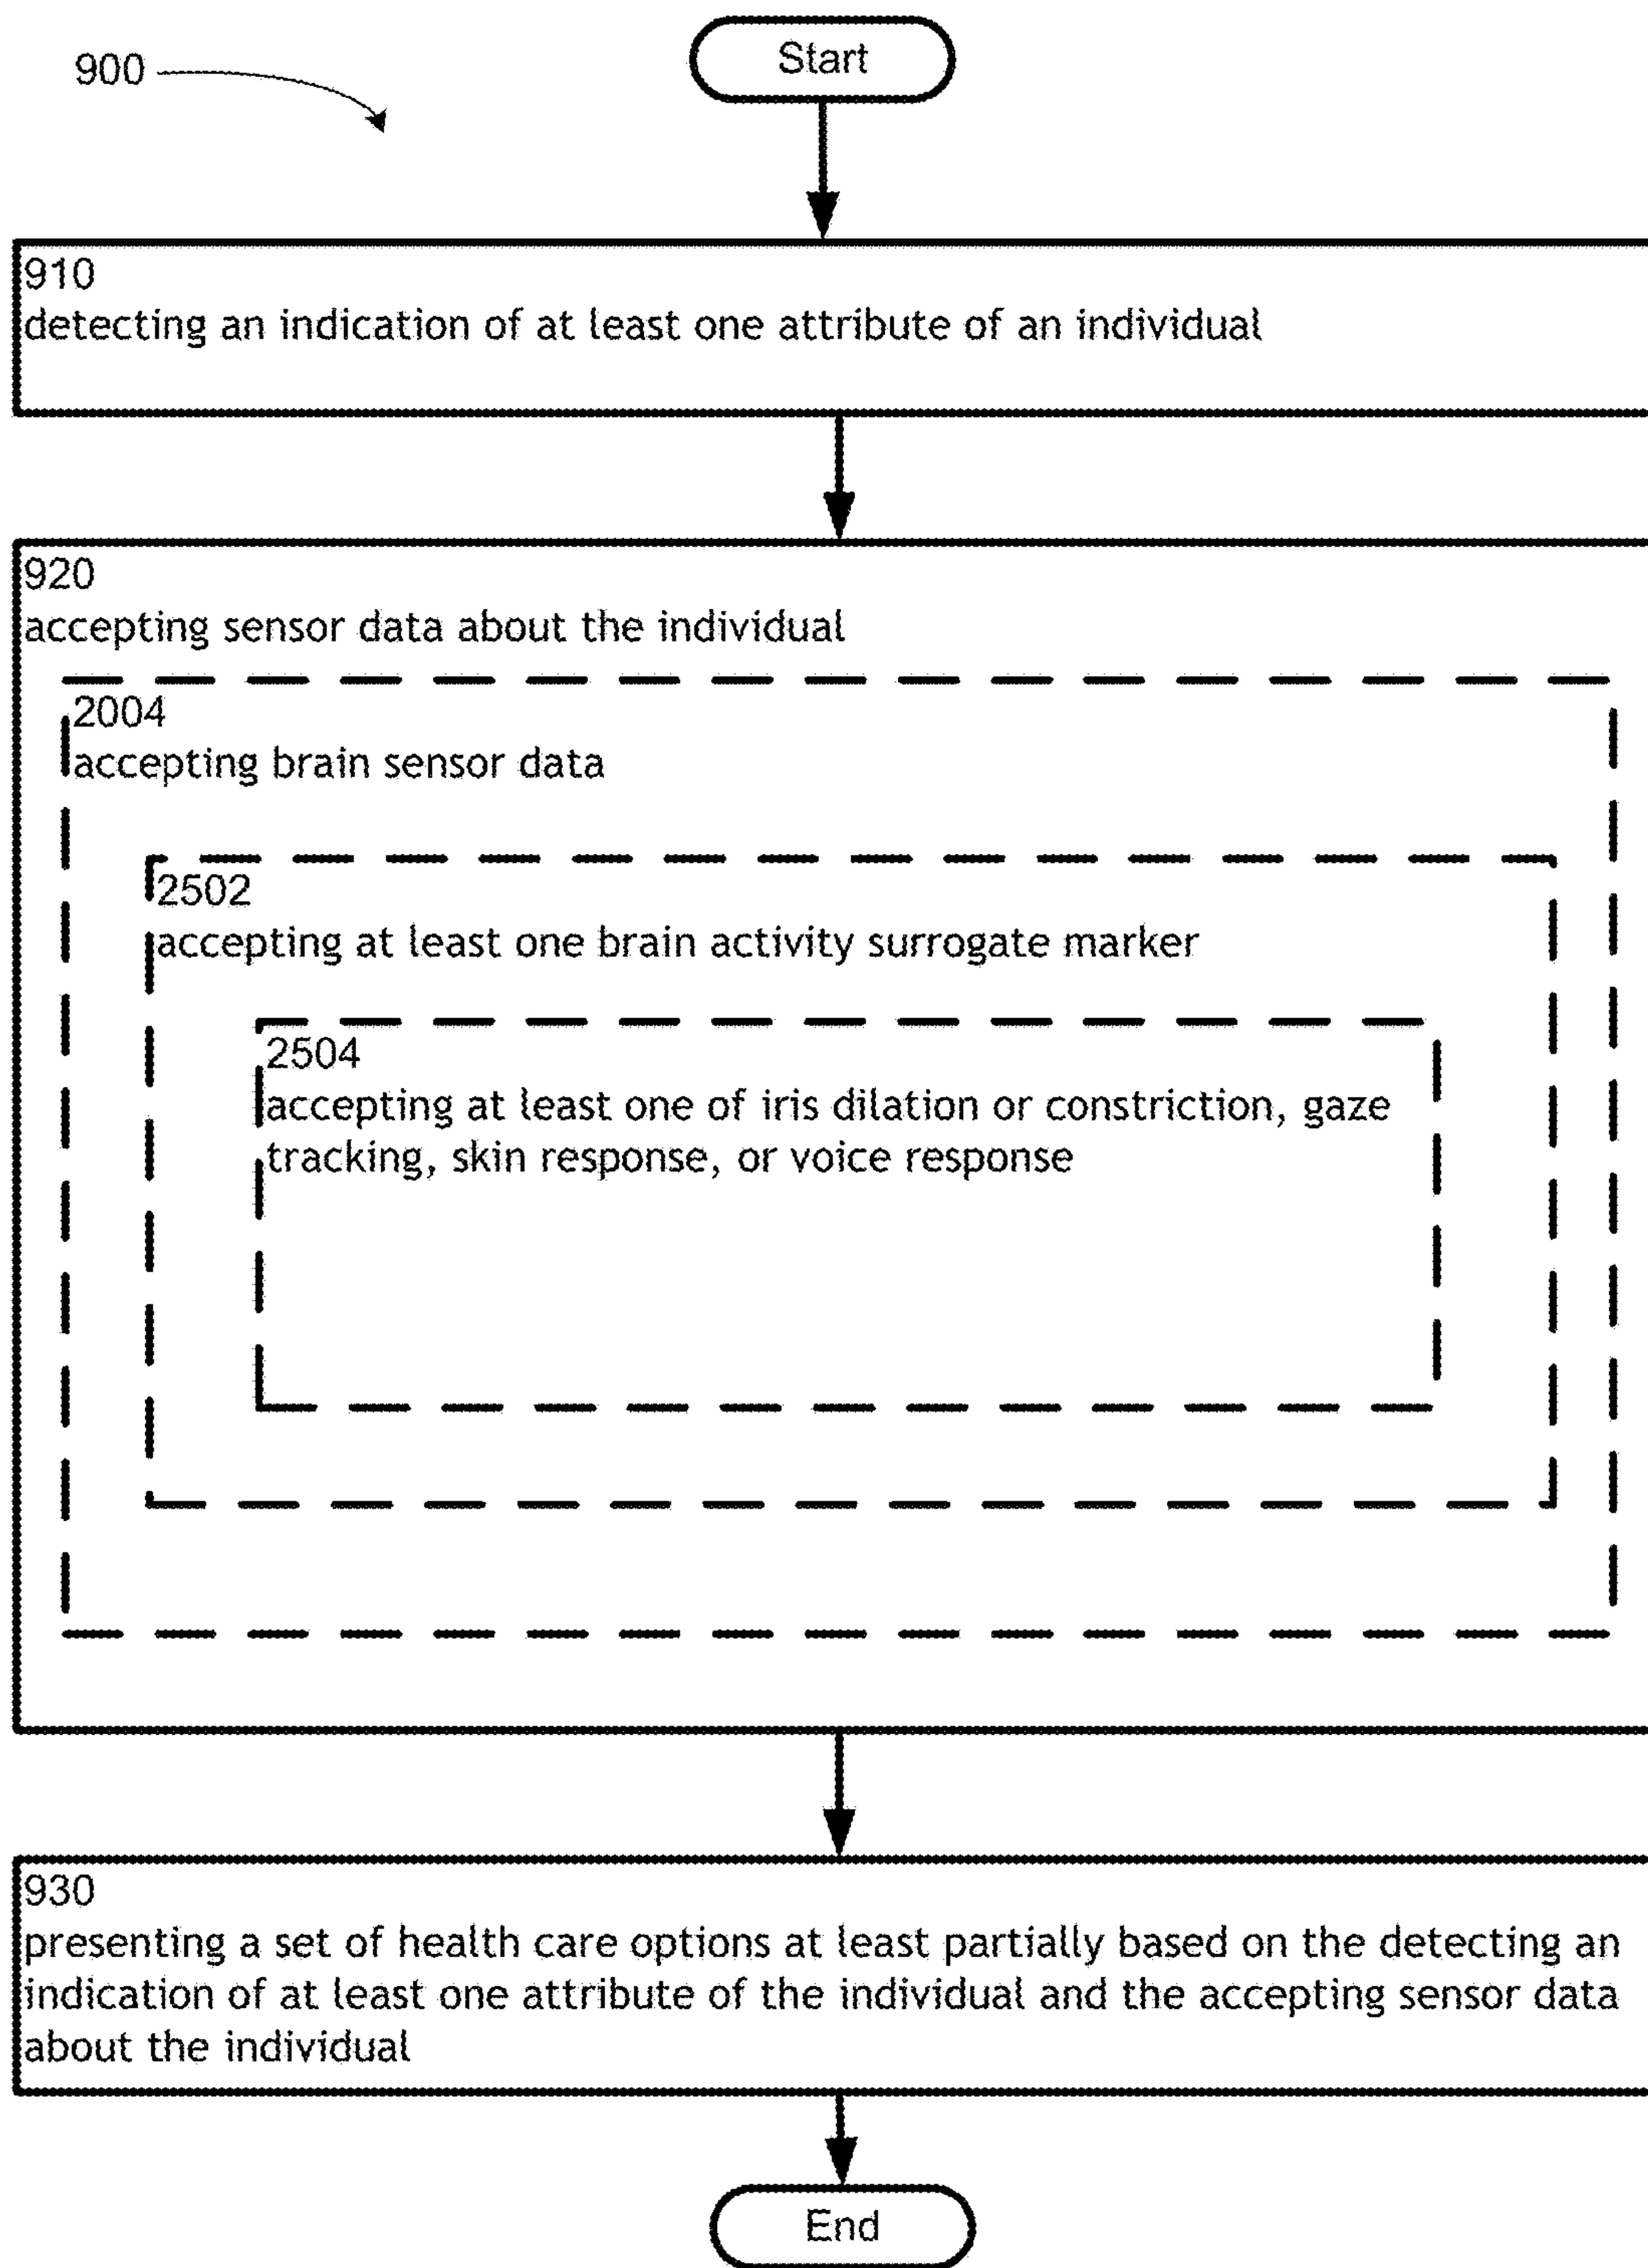 Start
900
910
detecting an indication of at least one attribute of an individual
920
accepting sensor data about the individual
2004
accepting brain sensor data
2502
accepting at least one brain activity surrogate marker
2504
accepting at least one of iris dilation or constriction, gaze
tracking, skin response, or voice response
930
presenting a set of health care options at least partially based on the detecting an
indication of at least one attribute of the individual and the accepting sensor data
about the individual
End